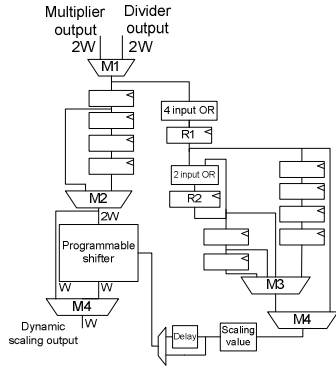 Multiplier output
Divider output
2W
2W
M1
4 input OR
R1
2 input OR
R2
M2
2W
Programmable shifter
W
W
M3
M4
M4
W
Dynamic scaling output
Delay
Scaling value